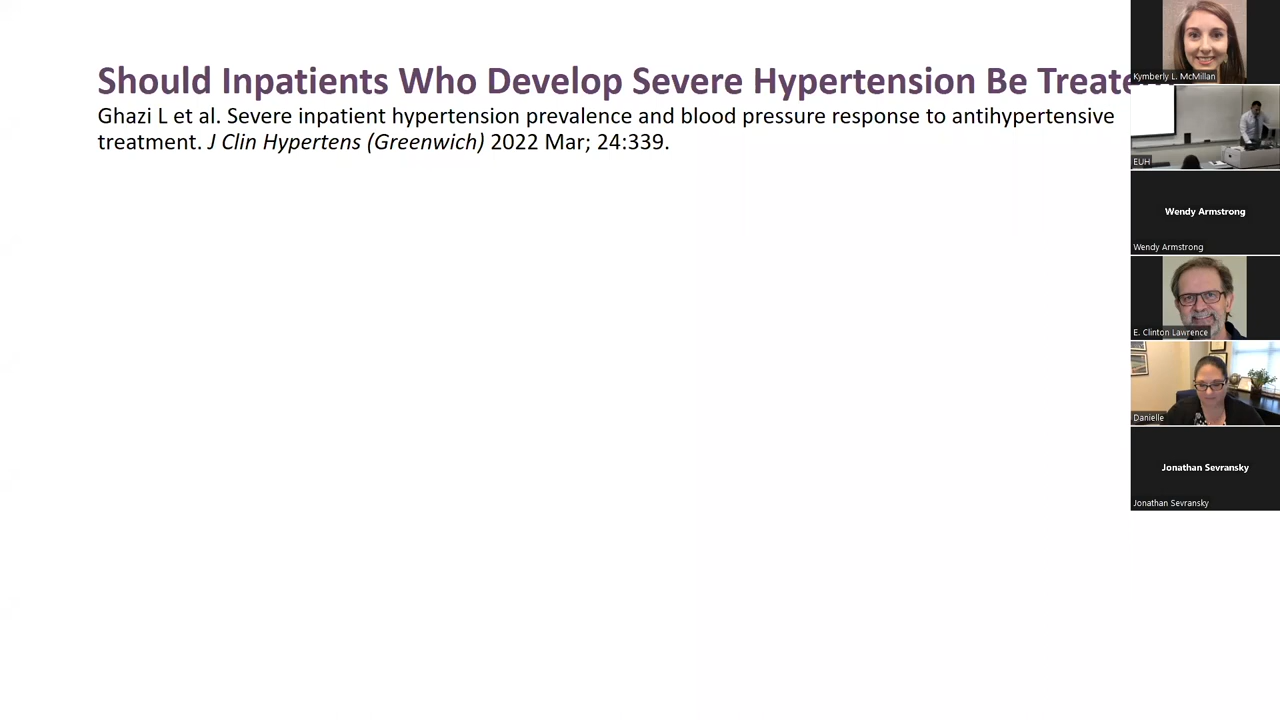 Should Inpatients Who Develop Severe Hypertension Be
Ghazi L et al. Severe inpatient hypertension prevalence and blood pressure response to antihypertensive
treatment. J Clin Hypertens (Greenwich) 2022 Mar; 24:339.
Kymberly L. McMillan
EUH
Wendy Armstrong
Wendy Armstrong
E. Clinton Lawrence
Danielle
Jonathan Sevransky
Jonathan Sevransky